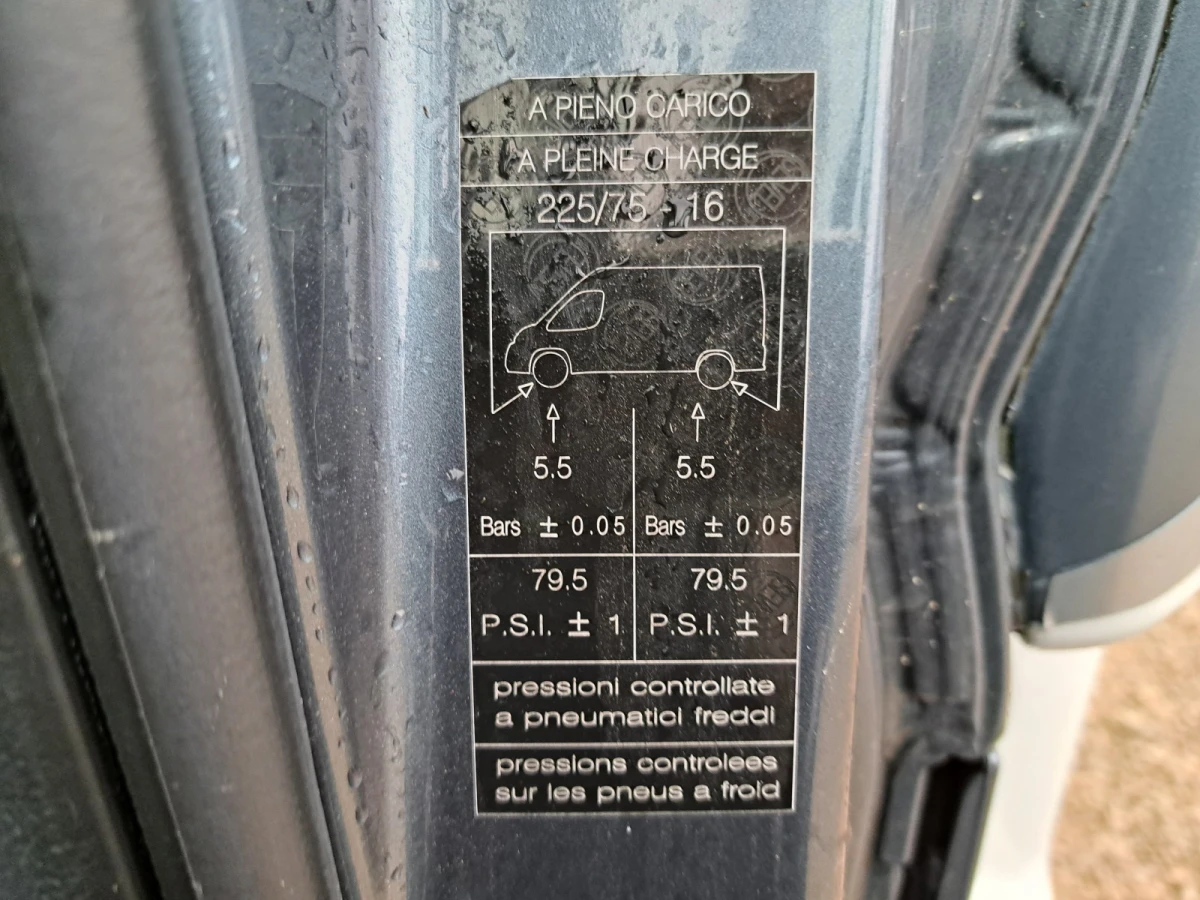 A PIENO CARICO
A PLEINE CHARGE
225/75 - 16
5.5 5.5
Bars ± 0.05 Bars ± 0.05
79.5 79.5
P.S.I. ± 1 P.S.I. ± 1
pressioni controllate
a pneumatici freddi
pressions controlees
sur les pneus a froid